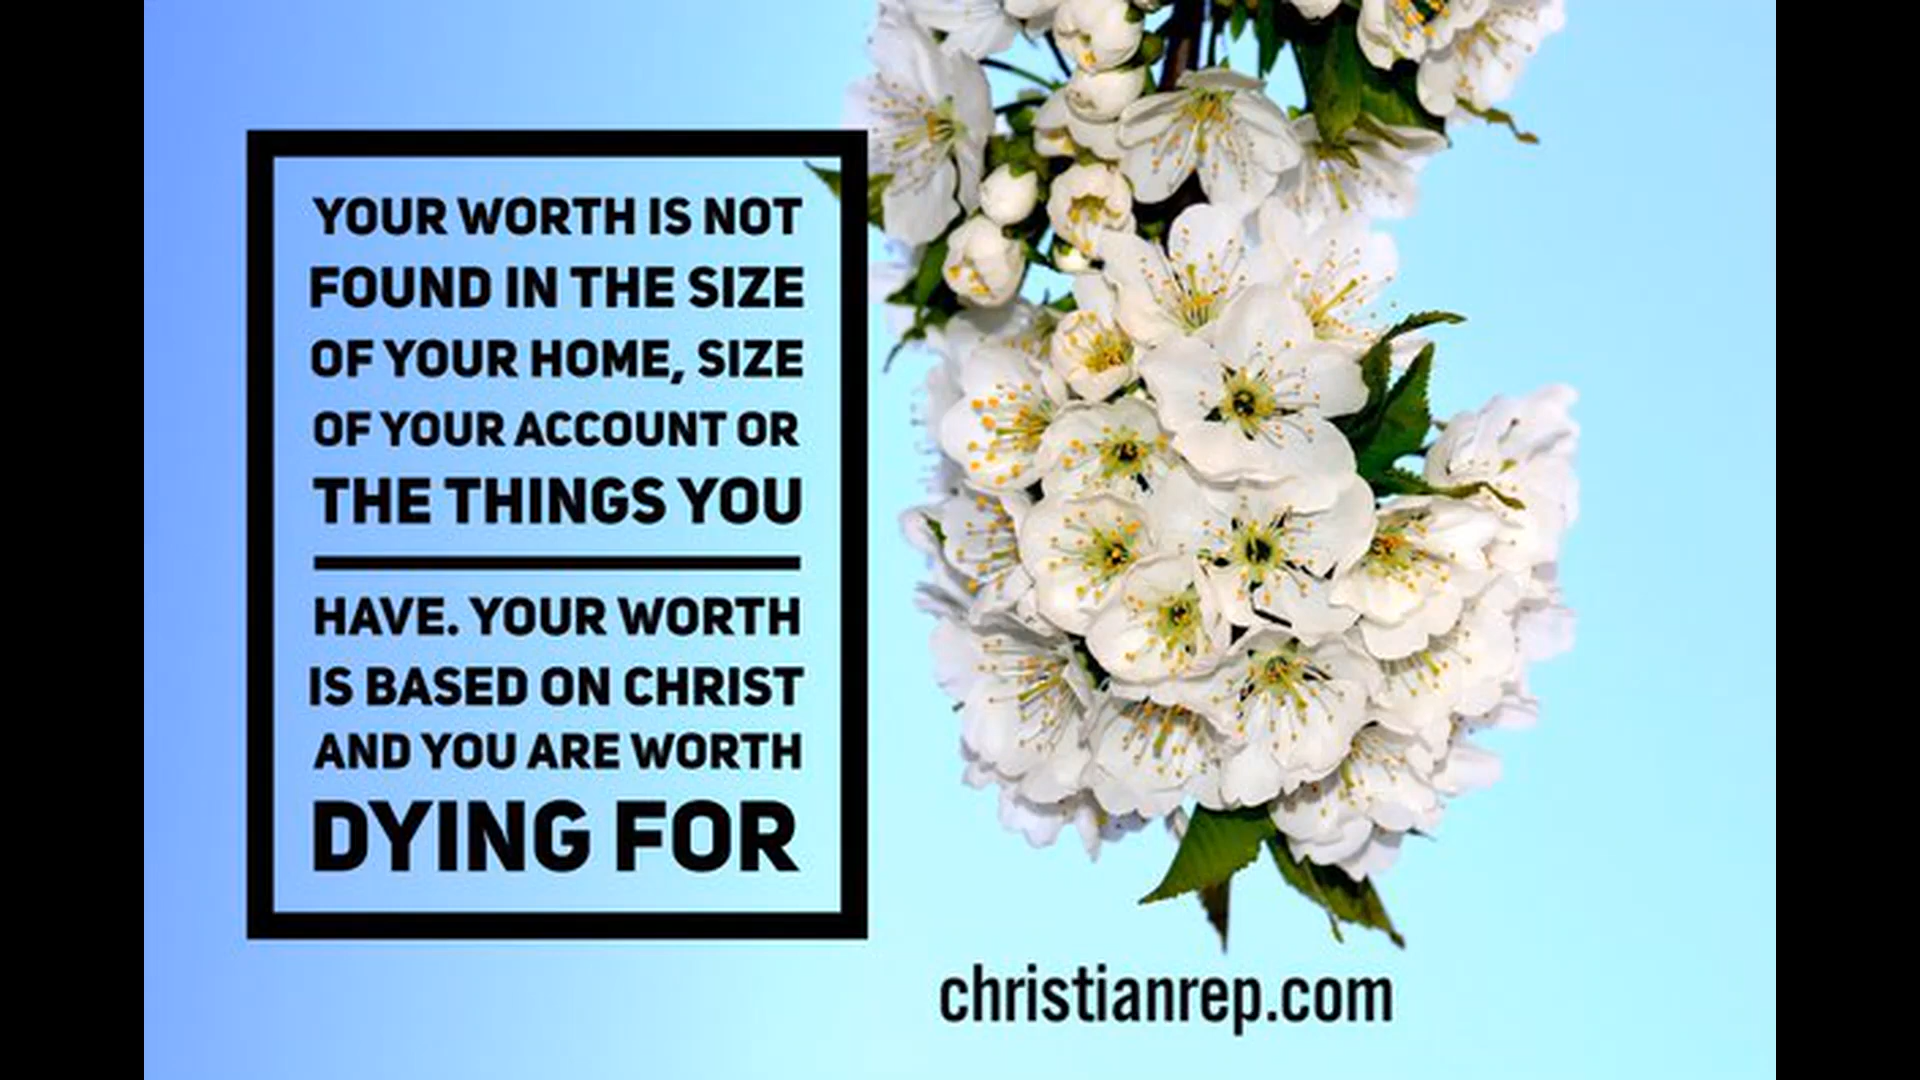 YOUR WORTH IS NOT
FOUND IN THE SIZE
OF YOUR HOME, SIZE
OF YOUR ACCOUNT OR
THE THINGS YOU
HAVE. YOUR WORTH
IS BASED ON CHRIST
AND YOU ARE WORTH
DYING FOR
christianrep.com